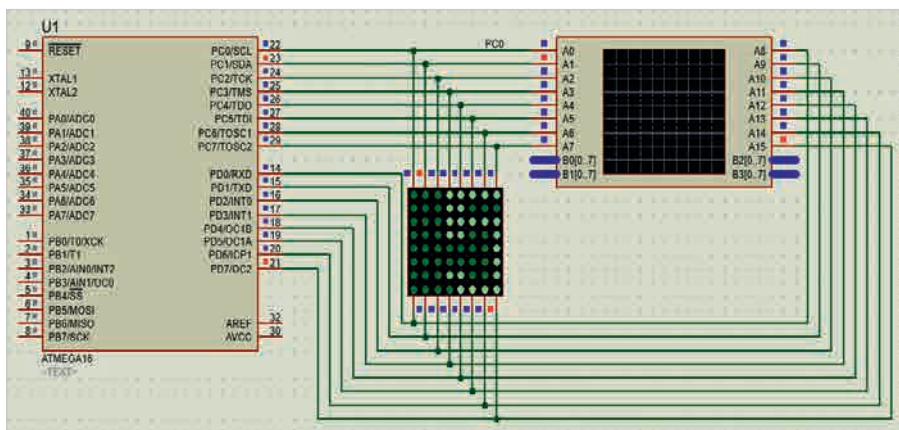 U1
9 RESET
13 XTAL1
12 XTAL2
40 PA0/ADC0
39 PA1/ADC1
38 PA2/ADC2
37 PA3/ADC3
36 PA4/ADC4
35 PA5/ADC5
34 PA6/ADC6
33 PA7/ADC7
1 PB0/T0/XCK
2 PB1/T1
3 PB2/AIN0/INT2
4 PB3/AIN1/OC0
5 PB4/SS
6 PB5/MOSI
7 PB6/MISO
8 PB7/SCK
PC0/SCL 22
PC1/SDA 23
PC2/TCK 24
PC3/TMS 25
PC4/TDO 26
PC5/TDI 27
PC6/TOSC1 28
PC7/TOSC2 29
PD0/RXD 14
PD1/TXD 15
PD2/INT0 16
PD3/INT1 17
PD4/OC1B 18
PD5/OC1A 19
PD6/ICP1 20
PD7/OC2 21
AREF 32
AVCC 30
ATMEGA16
<TEXT>
PC0
A0
A1
A2
A3
A4
A5
A6
A7
B0[0..7]
B1[0..7]
A8
A9
A10
A11
A12
A13
A14
A15
B2[0..7]
B3[0..7]